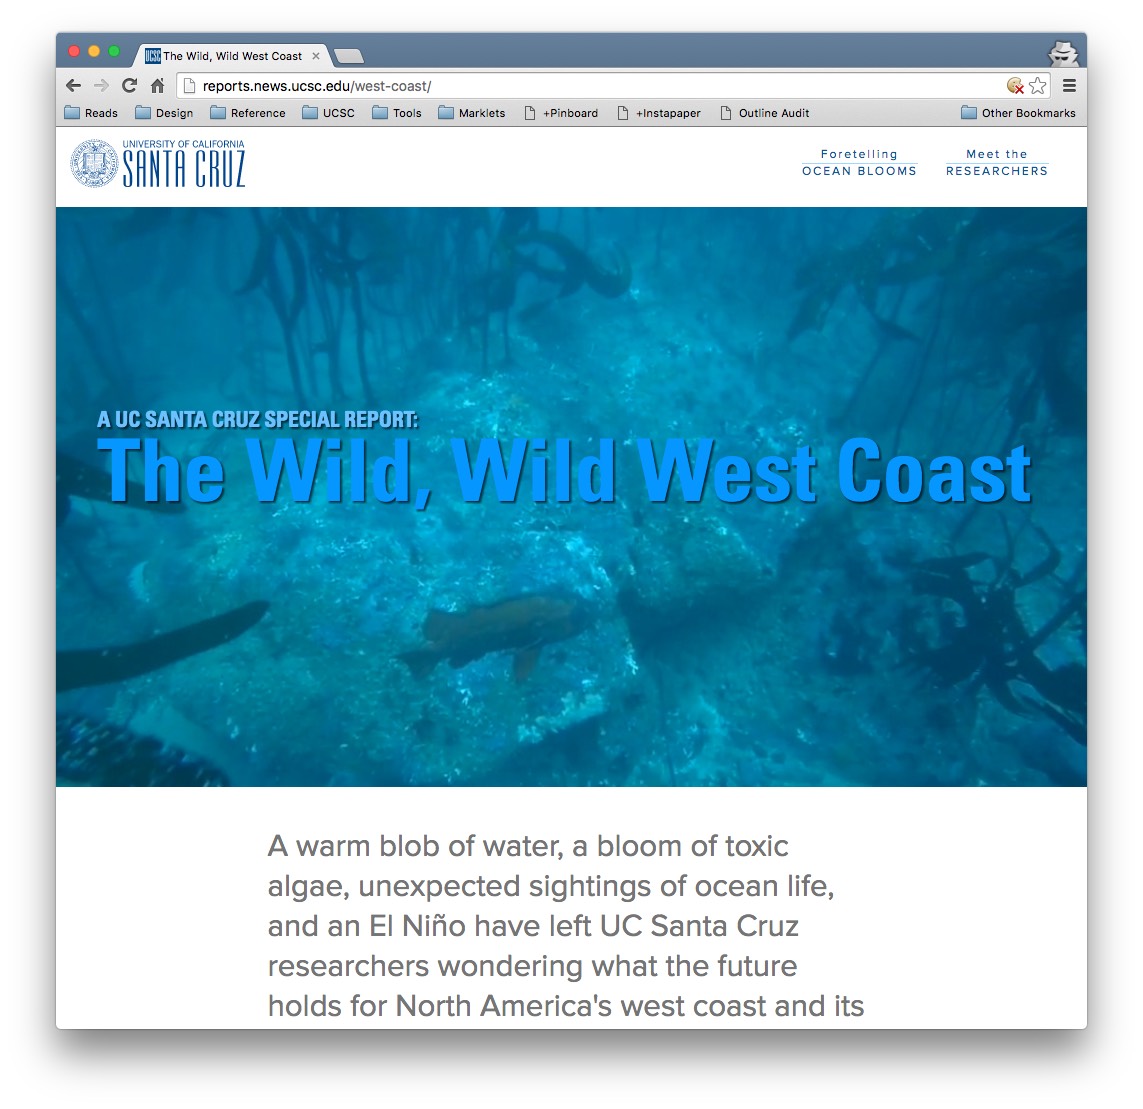 UCSC The Wild, Wild West Coast
reports.news.ucsc.edu/west-coast/
Reads Design Reference UCSC Tools Marklets +Pinboard +Instapaper Outline Audit Other Bookmarks
UNIVERSITY OF CALIFORNIA
SANTA CRUZ
Foretelling
OCEAN BLOOMS
Meet the
RESEARCHERS
A UC SANTA CRUZ SPECIAL REPORT:
The Wild, Wild West Coast
A warm blob of water, a bloom of toxic
algae, unexpected sightings of ocean life,
and an El Niño have left UC Santa Cruz
researchers wondering what the future
holds for North America's west coast and its